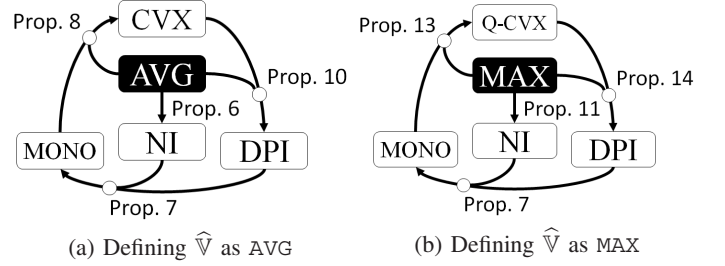 Prop. 8
CVX
AVG
Prop. 10
Prop. 6
MONO
NI
DPI
Prop. 7
(a) Defining V̂ as AVG
Prop. 13
Q-CVX
MAX
Prop. 14
Prop. 11
MONO
NI
DPI
Prop. 7
(b) Defining V̂ as MAX